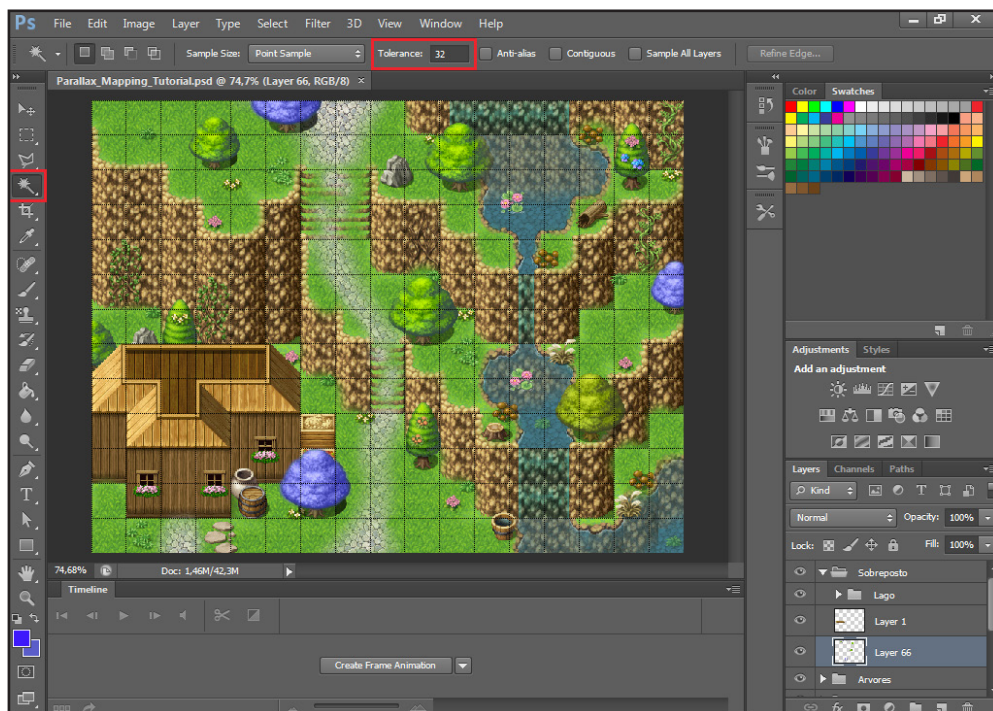 Ps File Edit Image Layer Type Select Filter 3D View Window Help
Sample Size: Point Sample Tolerance: 32 Anti-alias Contiguous Sample All Layers Refine Edge...
Parallax_Mapping_Tutorial.psd @ 74,7% (Layer 66, RGB/8) ×
Color Swatches
Adjustments Styles
Add an adjustment
Layers Channels Paths
Kind
Normal Opacity: 100%
Lock: Fill: 100%
Sobreposto
Lago
Layer 1
Layer 66
Arvores
74,68% Doc: 1,46M/42,3M
Timeline
Create Frame Animation